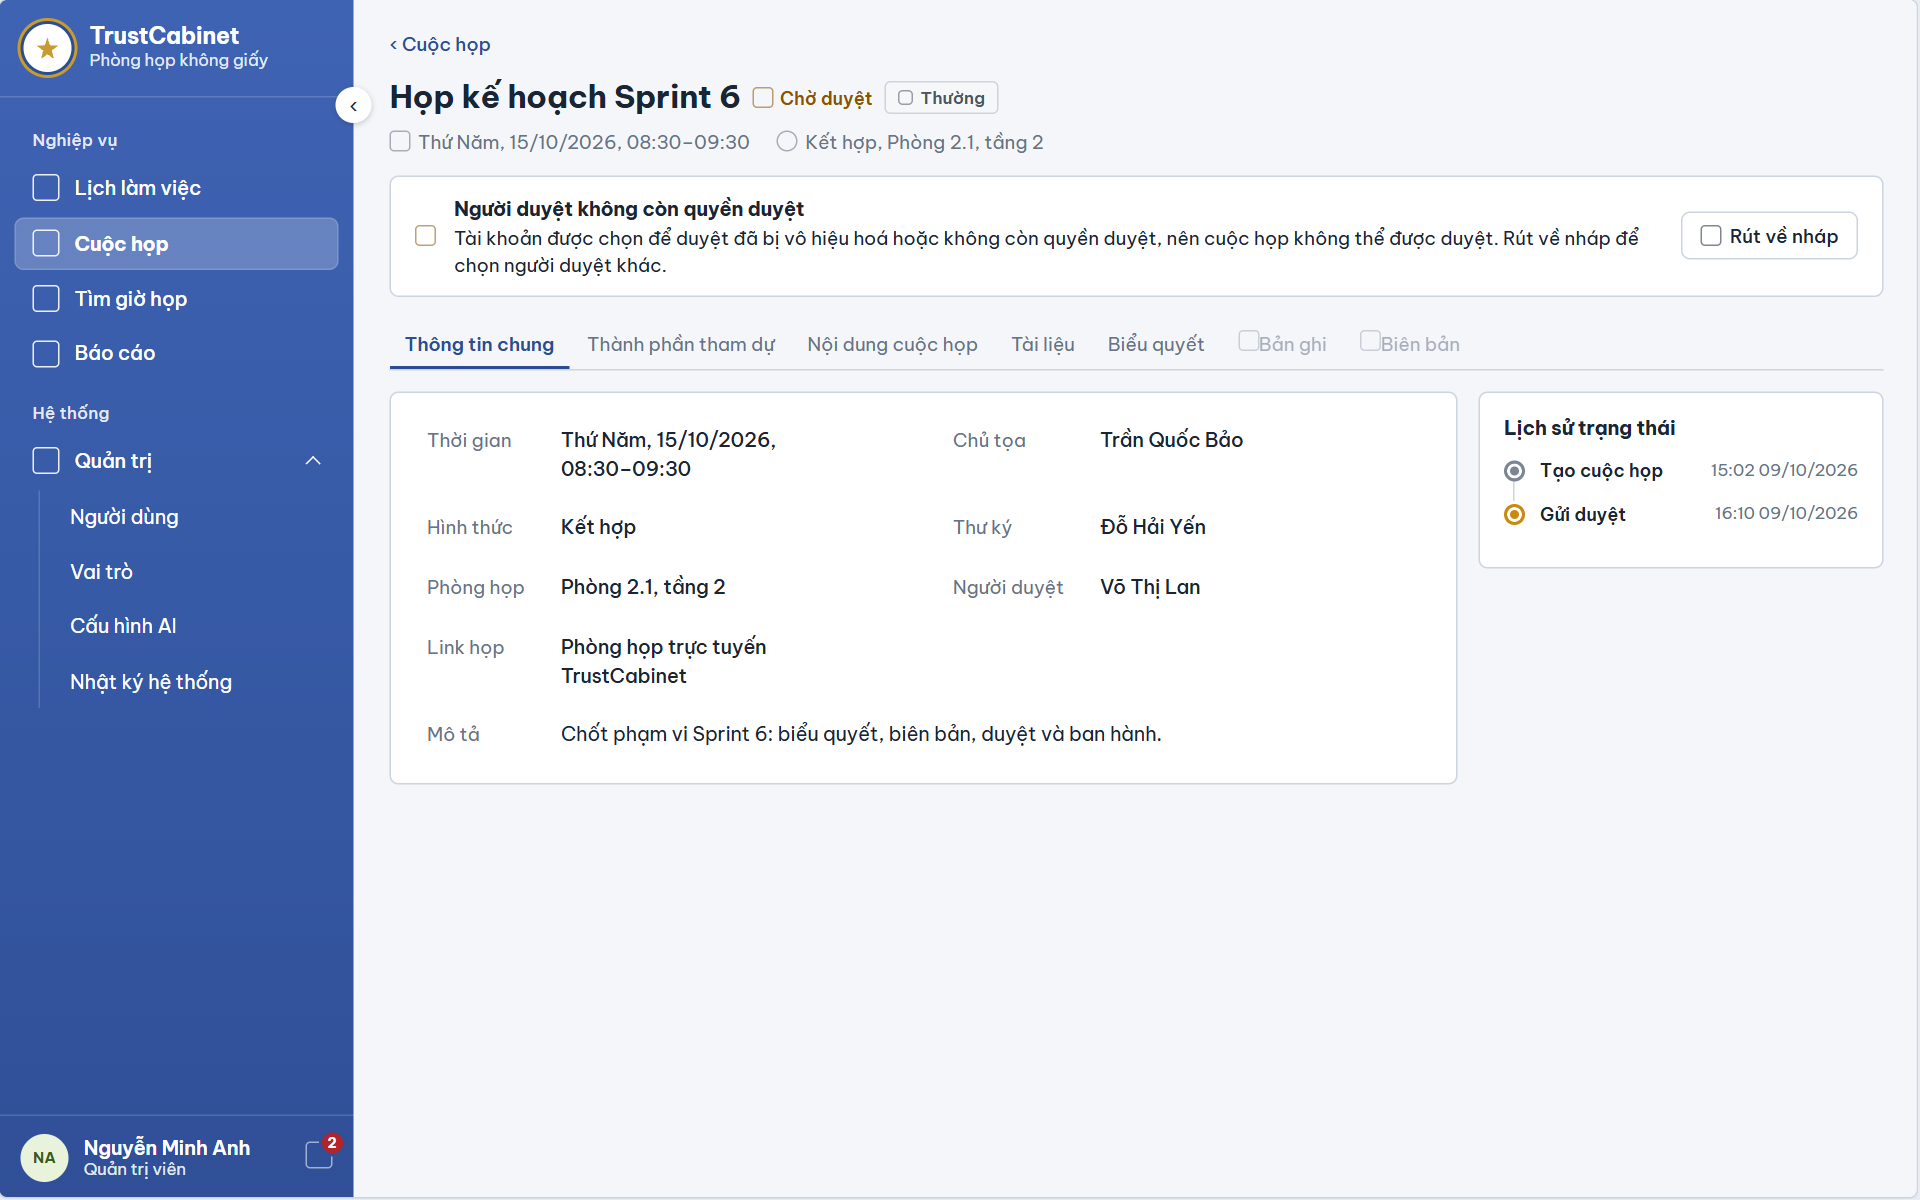 TrustCabinet
Phòng họp không giấy
Nghiệp vụ
Lịch làm việc
Cuộc họp
Tìm giờ họp
Báo cáo
Hệ thống
Quản trị
Người dùng
Vai trò
Cấu hình AI
Nhật ký hệ thống
NA
Nguyễn Minh Anh
Quản trị viên
2
‹ Cuộc họp
Họp kế hoạch Sprint 6
Chờ duyệt
Thường
Thứ Năm, 15/10/2026, 08:30–09:30
Kết hợp, Phòng 2.1, tầng 2
Người duyệt không còn quyền duyệt
Tài khoản được chọn để duyệt đã bị vô hiệu hoá hoặc không còn quyền duyệt, nên cuộc họp không thể được duyệt. Rút về nháp để
chọn người duyệt khác.
Rút về nháp
Thông tin chung
Thành phần tham dự
Nội dung cuộc họp
Tài liệu
Biểu quyết
Bản ghi
Biên bản
Thời gian
Thứ Năm, 15/10/2026,
08:30–09:30
Chủ tọa
Trần Quốc Bảo
Hình thức
Kết hợp
Thư ký
Đỗ Hải Yến
Phòng họp
Phòng 2.1, tầng 2
Người duyệt
Võ Thị Lan
Link họp
Phòng họp trực tuyến
TrustCabinet
Mô tả
Chốt phạm vi Sprint 6: biểu quyết, biên bản, duyệt và ban hành.
Lịch sử trạng thái
Tạo cuộc họp
15:02 09/10/2026
Gửi duyệt
16:10 09/10/2026